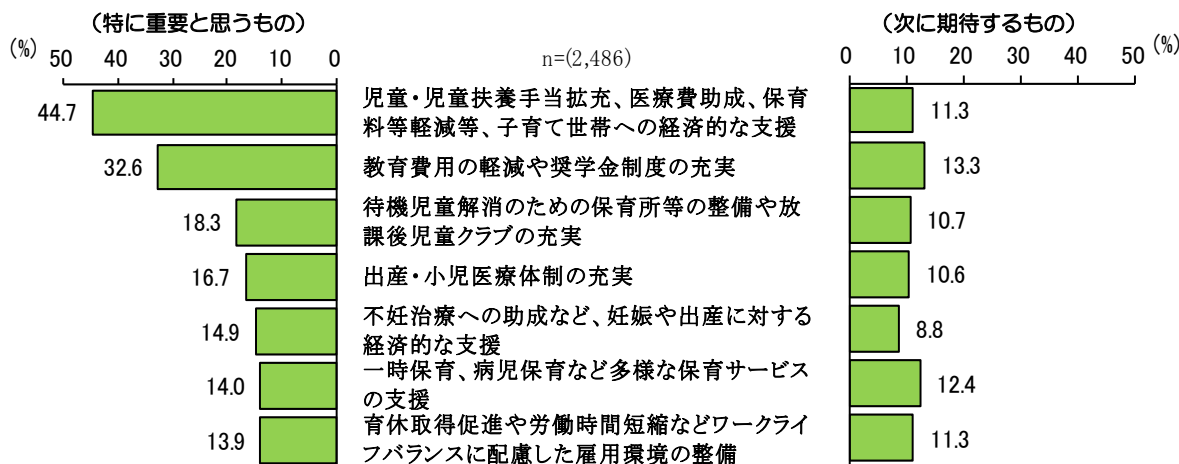 (特に重要と思うもの)
(次に期待するもの)
(%)
50 40 30 20 10 0
n=(2,486)
0 10 20 30 40 50
(%)
44.7
児童・児童扶養手当拡充、医療費助成、保育
料等軽減等、子育て世帯への経済的な支援
11.3
32.6
教育費用の軽減や奨学金制度の充実
13.3
18.3
待機児童解消のための保育所等の整備や放
課後児童クラブの充実
10.7
16.7
出産・小児医療体制の充実
10.6
14.9
不妊治療への助成など、妊娠や出産に対する
経済的な支援
8.8
14.0
一時保育、病児保育など多様な保育サービス
の支援
12.4
13.9
育休取得促進や労働時間短縮などワークライ
フバランスに配慮した雇用環境の整備
11.3